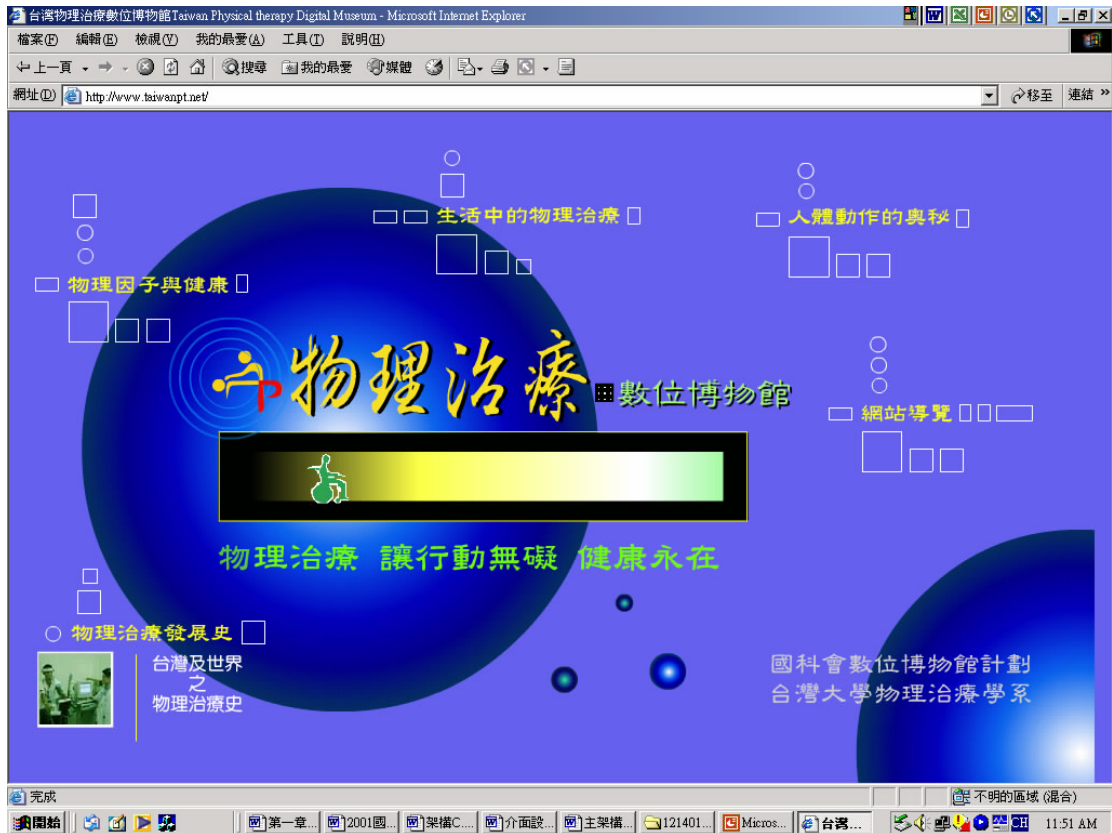 台灣物理治療數位博物館Taiwan Physical therapy Digital Museum - Microsoft Internet Explorer
檔案(F) 編輯(E) 檢視(V) 我的最愛(A) 工具(T) 說明(H)
上一頁 搜尋 我的最愛 媒體
網址(D) http://www.taiwanpt.net/ 移至 連結 »
生活中的物理治療
人體動作的奧秘
物理因子與健康
P物理治療 數位博物館
網站導覽
物理治療 讓行動無礙 健康永在
物理治療發展史
台灣及世界
之
物理治療史
國科會數位博物館計劃
台灣大學物理治療學系
完成 不明的區域 (混合)
開始 第一章... 2001國... 架構C... 介面設... 主架構... 121401... Micros... 台灣... CH 11:51 AM